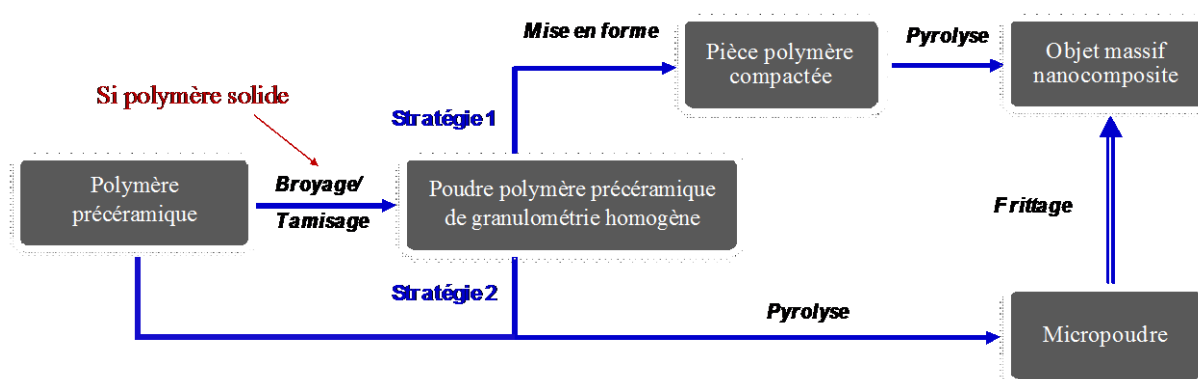 Mise en forme
Pyrolyse
Pièce polymère
compactée
Objet massif
nanocomposite
Si polymère solide
Stratégie 1
Polymère
précéramique
Broyage/
Tamisage
Poudre polymère précéramique
de granulométrie homogène
Frittage
Stratégie 2
Pyrolyse
Micropoudre